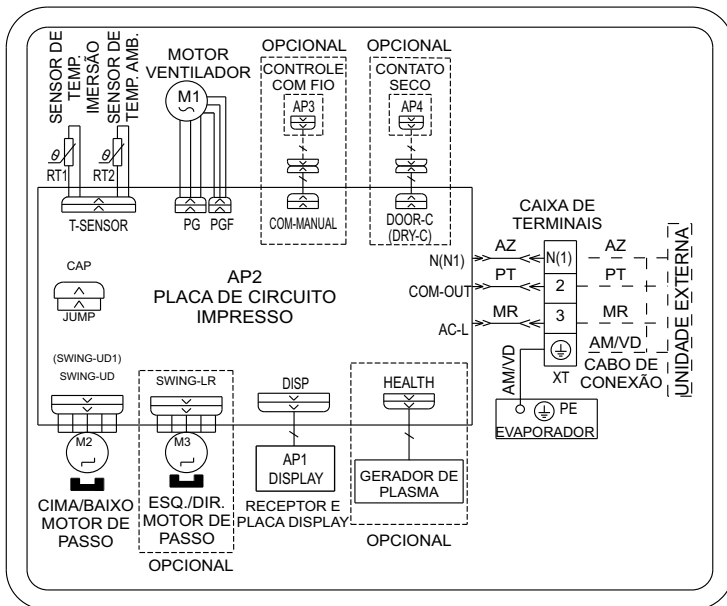 SENSOR DE
TEMP.
IMERSÃO
SENSOR DE
TEMP. AMB.
MOTOR
VENTILADOR
M1
OPCIONAL
CONTROLE
COM FIO
AP3
OPCIONAL
CONTATO
SECO
AP4
θ
RT1
θ
RT2
T-SENSOR
PG
PGF
COM-MANUAL
DOOR-C
(DRY-C)
CAP
JUMP
AP2
PLACA DE CIRCUITO
IMPRESSO
N(N1)
COM-OUT
AC-L
AZ
PT
MR
CAIXA DE
TERMINAIS
N(1)
2
3
XT
AZ
PT
MR
AM/VD
CABO DE
CONEXÃO
UNIDADE EXTERNA
AM/VD
PE
EVAPORADOR
(SWING-UD1)
SWING-UD
M2
CIMA/BAIXO
MOTOR DE
PASSO
SWING-LR
M3
ESQ./DIR.
MOTOR DE
PASSO
OPCIONAL
DISP
AP1
DISPLAY
RECEPTOR E
PLACA DISPLAY
HEALTH
GERADOR DE
PLASMA
OPCIONAL